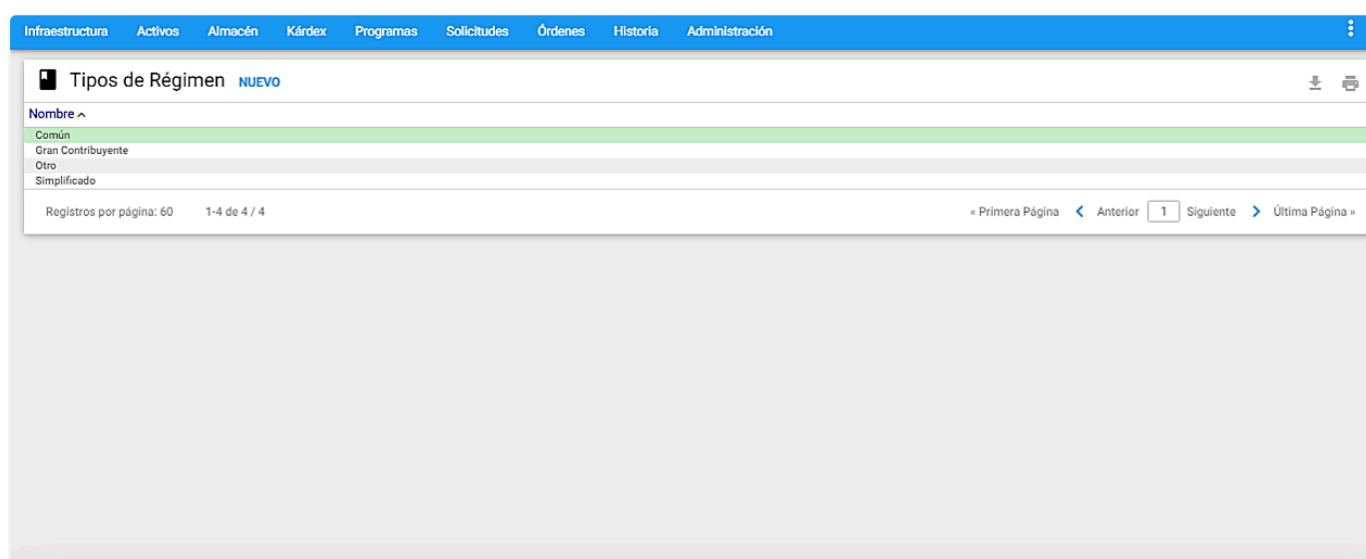 Infraestructura Activos Almacén Kárdex Programas Solicitudes Órdenes Historia Administración
Tipos de Régimen NUEVO
Nombre
Común
Gran Contribuyente
Otro
Simplificado
Registros por página: 60 1-4 de 4 / 4 « Primera Página Anterior 1 Siguiente Última Página »